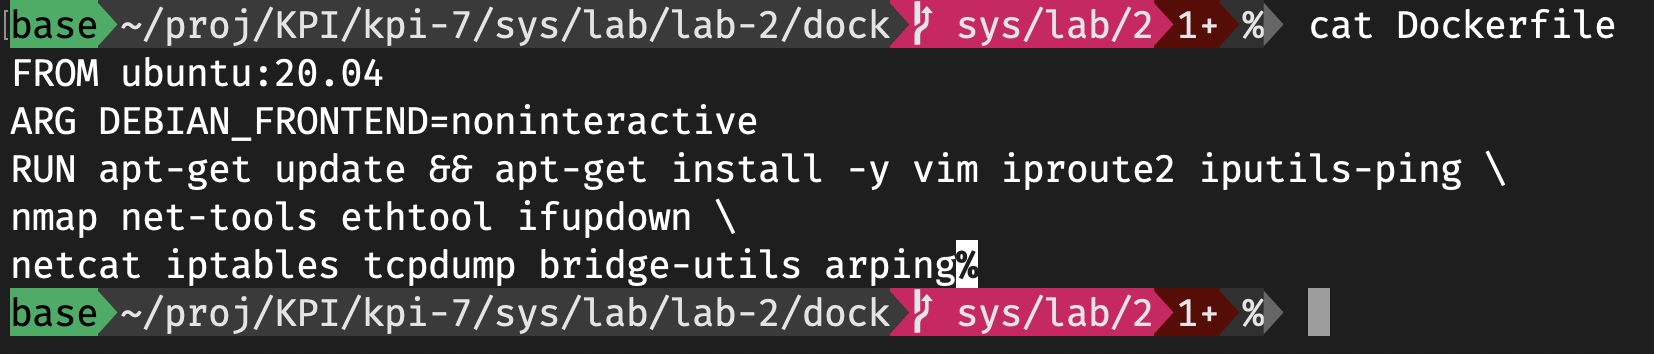 base ~/proj/KPI/kpi-7/sys/lab/lab-2/dock sys/lab/2 1+ % cat Dockerfile
FROM ubuntu:20.04
ARG DEBIAN_FRONTEND=noninteractive
RUN apt-get update && apt-get install -y vim iproute2 iputils-ping \
nmap net-tools ethtool ifupdown \
netcat iptables tcpdump bridge-utils arping%
base ~/proj/KPI/kpi-7/sys/lab/lab-2/dock sys/lab/2 1+ %